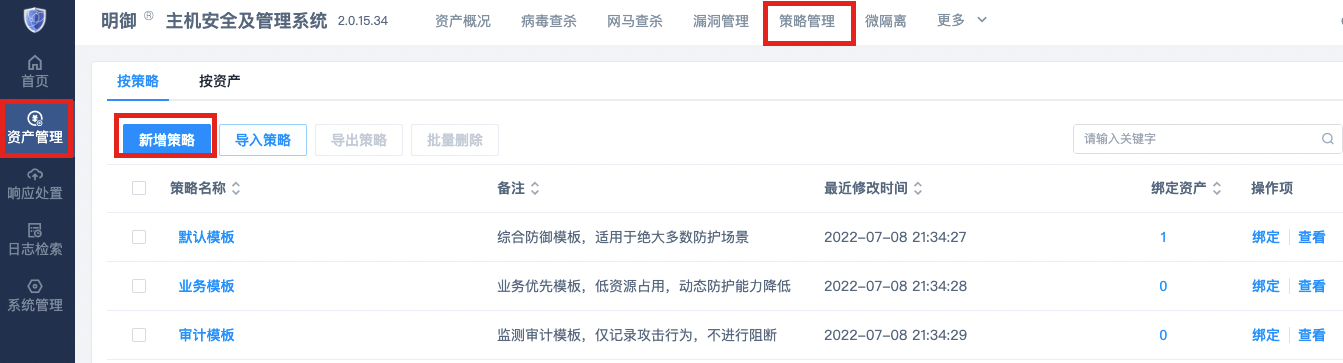 明御 ® 主机安全及管理系统 2.0.15.34 资产概况 病毒查杀 网马查杀 漏洞管理 策略管理 微隔离 更多
首页
资产管理
响应处置
日志检索
系统管理
按策略 按资产
新增策略 导入策略 导出策略 批量删除 请输入关键字
策略名称 备注 最近修改时间 绑定资产 操作项
默认模板 综合防御模板，适用于绝大多数防护场景 2022-07-08 21:34:27 1 绑定 查看
业务模板 业务优先模板，低资源占用，动态防护能力降低 2022-07-08 21:34:28 0 绑定 查看
审计模板 监测审计模板，仅记录攻击行为，不进行阻断 2022-07-08 21:34:29 0 绑定 查看